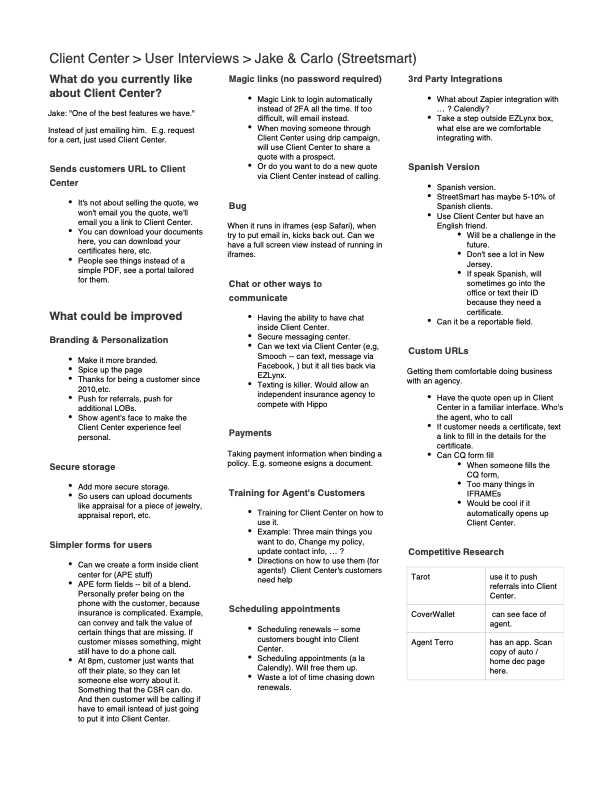 Client Center > User Interviews > Jake & Carlo (Streetsmart)
What do you currently like
about Client Center?
Jake: "One of the best features we have."
Instead of just emailing him.  E.g. request
for a cert, just used Client Center.
Sends customers URL to Client
Center
• It's not about selling the quote, we
won't email you the quote, we'll
email you a link to Client Center.
• You can download your documents
here, you can download your
certificates here, etc.
• People see things instead of a
simple PDF, see a portal tailored
for them.
What could be improved
Branding & Personalization
• Make it more branded.
• Spice up the page
• Thanks for being a customer since
2010,etc.
• Push for referrals, push for
additional LOBs.
• Show agent's face to make the
Client Center experience feel
personal.
Secure storage
• Add more secure storage.
• So users can upload documents
like appraisal for a piece of jewelry,
appraisal report, etc.
Simpler forms for users
• Can we create a form inside client
center for (APE stuff)
• APE form fields -- bit of a blend.
Personally prefer being on the
phone with the customer, because
insurance is complicated. Example,
can convey and talk the value of
certain things that are missing. If
customer misses something, might
still have to do a phone call.
• At 8pm, customer just wants that
off their plate, so they can let
someone else worry about it.
Something that the CSR can do.
And then customer will be calling if
have to email isntead of just going
to put it into Client Center.
Magic links (no password required)
• Magic Link to login automatically
instead of 2FA all the time. If too
difficult, will email instead.
• When moving someone through
Client Center using drip campaign,
will use Client Center to share a
quote with a prospect.
• Or do you want to do a new quote
via Client Center instead of calling.
Bug
When it runs in iframes (esp Safari), when
try to put email in, kicks back out. Can we
have a full screen view instead of running in
iframes.
Chat or other ways to
communicate
• Having the ability to have chat
inside Client Center.
• Secure messaging center.
• Can we text via Client Center (e,g,
Smooch -- can text, message via
Facebook, ) but it all ties back via
EZLynx.
• Texting is killer. Would allow an
independent insurance agency to
compete with Hippo
Payments
Taking payment information when binding a
policy. E.g. someone esigns a document.
Training for Agent's Customers
• Training for Client Center on how to
use it.
• Example: Three main things you
want to do, Change my policy,
update contact info, ... ?
• Directions on how to use them (for
agents!)  Client Center's customers
need help
Scheduling appointments
• Scheduling renewals -- some
customers bought into Client
Center.
• Scheduling appointments (a la
Calendly). Will free them up.
• Waste a lot of time chasing down
renewals.
3rd Party Integrations
• What about Zapier integration with
... ? Calendly?
• Take a step outside EZLynx box,
what else are we comfortable
integrating with.
Spanish Version
• Spanish version.
• StreetSmart has maybe 5-10% of
Spanish clients.
• Use Client Center but have an
English friend.
• Will be a challenge in the
future.
• Don't see a lot in New
Jersey.
• If speak Spanish, will
sometimes go into the
office or text their ID
because they need a
certificate.
• Can it be a reportable field.
Custom URLs
Getting them comfortable doing business
with an agency.
• Have the quote open up in Client
Center in a familiar interface. Who's
the agent, who to call
• If customer needs a certificate, text
a link to fill in the details for the
certificate.
• Can CQ form fill
• When someone fills the
CQ form,
• Too many things in
IFRAMEs
• Would be cool if it
automatically opens up
Client Center.
Competitive Research
Tarot
use it to push
referrals into Client
Center.
CoverWallet
can see face of
agent.
Agent Terro
has an app. Scan
copy of auto /
home dec page
here.